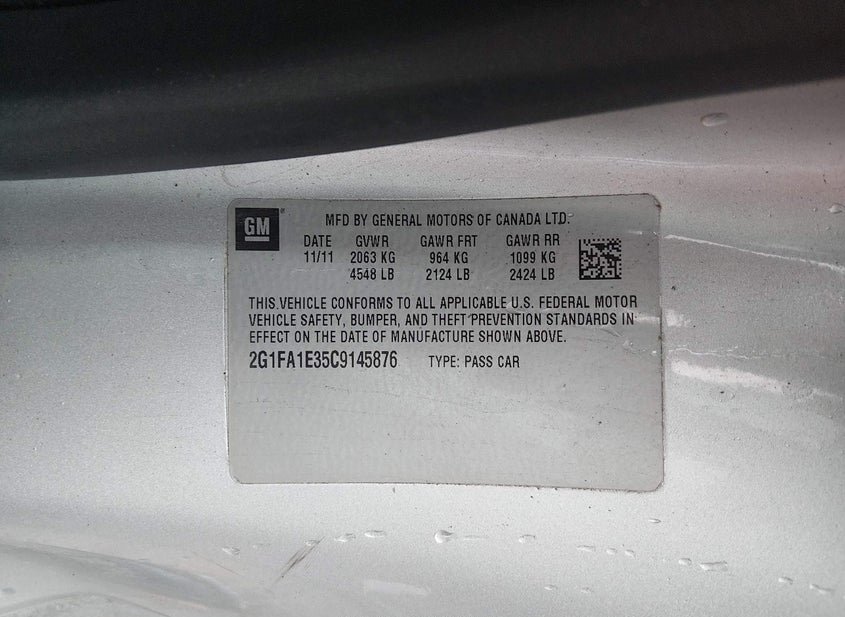 GM
MFD BY GENERAL MOTORS OF CANADA LTD.
DATE GVWR GAWR FRT GAWR RR
11/11 2063 KG 964 KG 1099 KG
4548 LB 2124 LB 2424 LB
THIS VEHICLE CONFORMS TO ALL APPLICABLE U.S. FEDERAL MOTOR
VEHICLE SAFETY, BUMPER, AND THEFT PREVENTION STANDARDS IN
EFFECT ON THE DATE OF MANUFACTURE SHOWN ABOVE.
2G1FA1E35C9145876 TYPE: PASS CAR